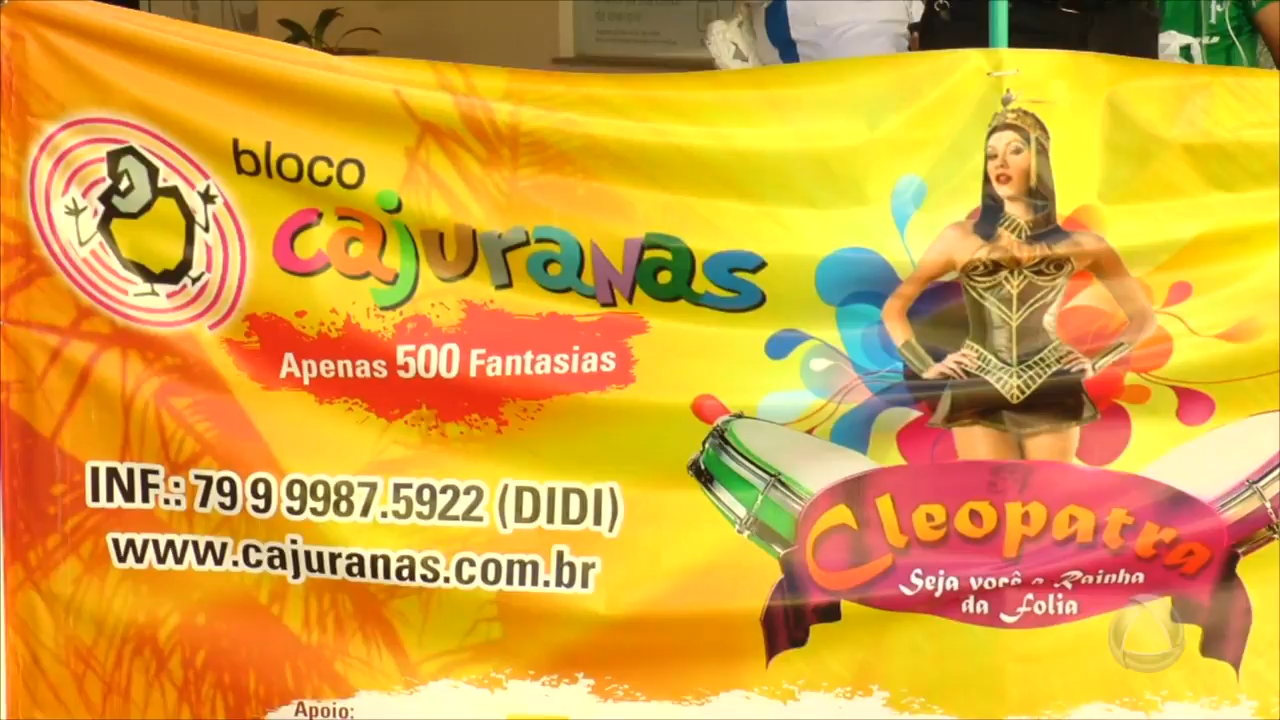 bloco
cajuranas
Apenas 500 Fantasias
INF.: 79 9 9987.5922 (DIDI)
www.cajuranas.com.br
Cleopatra
Seja você a Rainha
da Folia
Apoio: